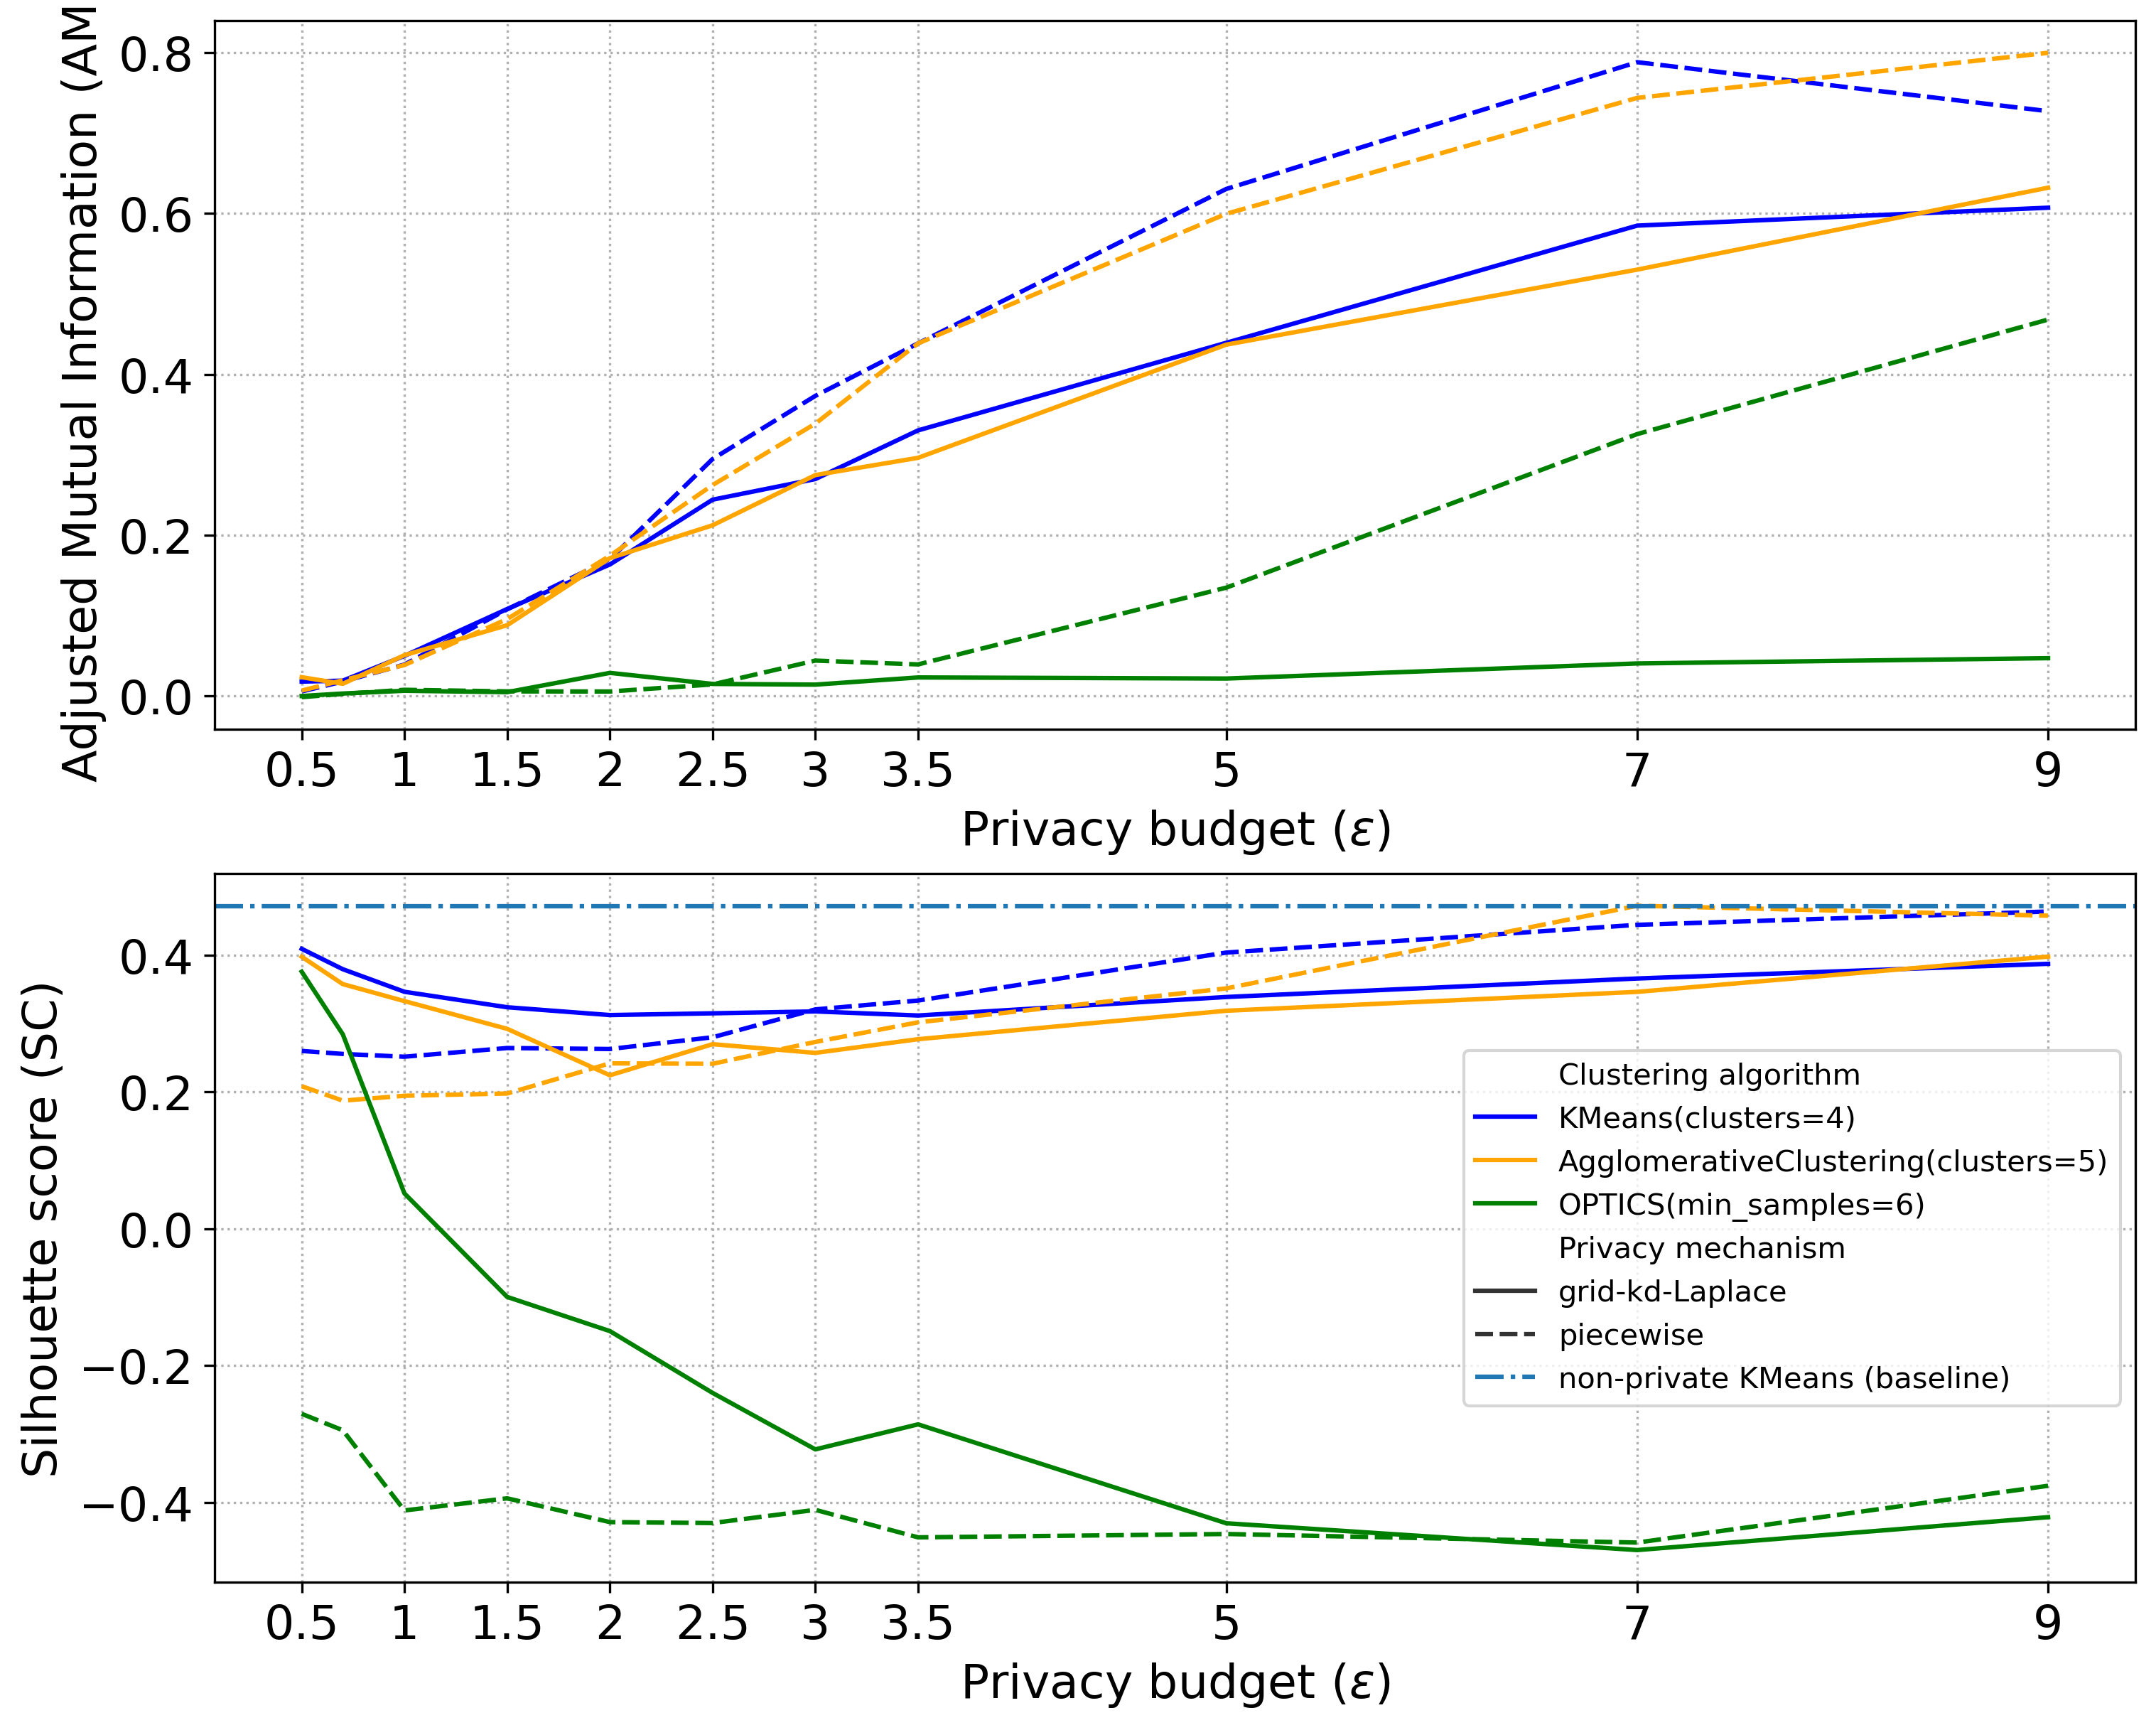 Adjusted Mutual Information (AM
0.8
0.6
0.4
0.2
0.0
0.5 1 1.5 2 2.5 3 3.5 5 7 9
Privacy budget (ε)
Silhouette score (SC)
0.4
0.2
0.0
−0.2
−0.4
Clustering algorithm
KMeans(clusters=4)
AgglomerativeClustering(clusters=5)
OPTICS(min_samples=6)
Privacy mechanism
grid-kd-Laplace
piecewise
non-private KMeans (baseline)
0.5 1 1.5 2 2.5 3 3.5 5 7 9
Privacy budget (ε)